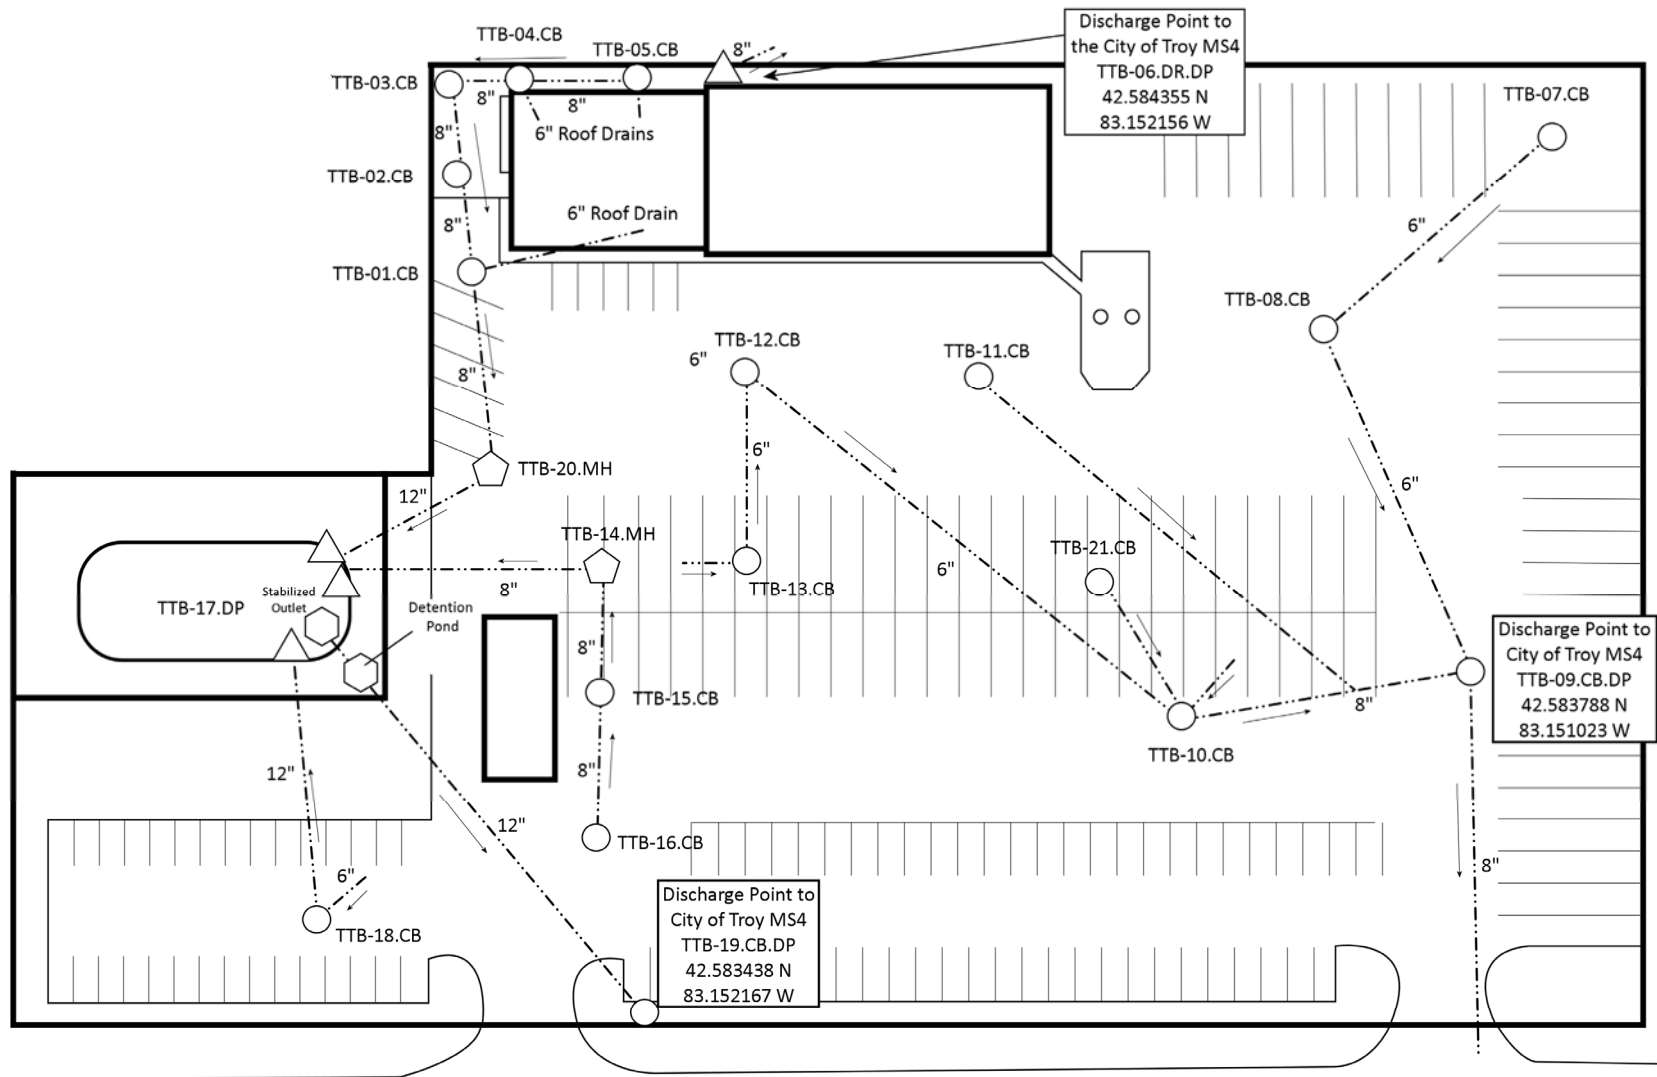 TTB-04.CB
TTB-05.CB
8"
Discharge Point to
the City of Troy MS4
TTB-06.DR.DP
42.584355 N
83.152156 W
TTB-03.CB
8"
8"
TTB-07.CB
8"
6" Roof Drains
TTB-02.CB
8"
6" Roof Drain
6"
TTB-01.CB
TTB-08.CB
TTB-12.CB
6"
TTB-11.CB
8"
6"
TTB-20.MH
12"
6"
TTB-14.MH
TTB-21.CB
6"
8"
TTB-13.CB
Stabilized
Outlet
TTB-17.DP
Detention
Pond
Discharge Point to
City of Troy MS4
TTB-09.CB.DP
42.583788 N
83.151023 W
8"
TTB-15.CB
8"
TTB-10.CB
12"
8"
12"
TTB-16.CB
8"
6"
TTB-18.CB
Discharge Point to
City of Troy MS4
TTB-19.CB.DP
42.583438 N
83.152167 W